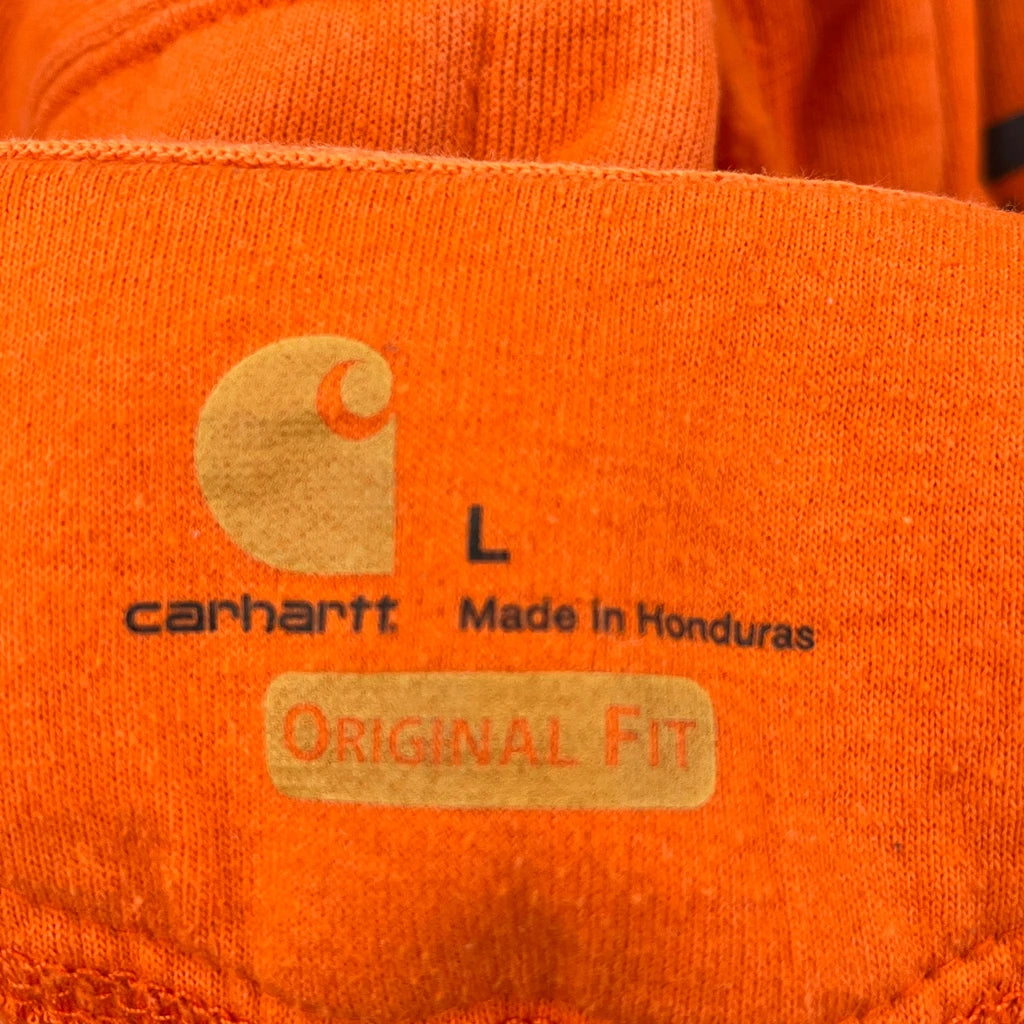 L
carhartt
Made in Honduras
ORIGINAL FIT